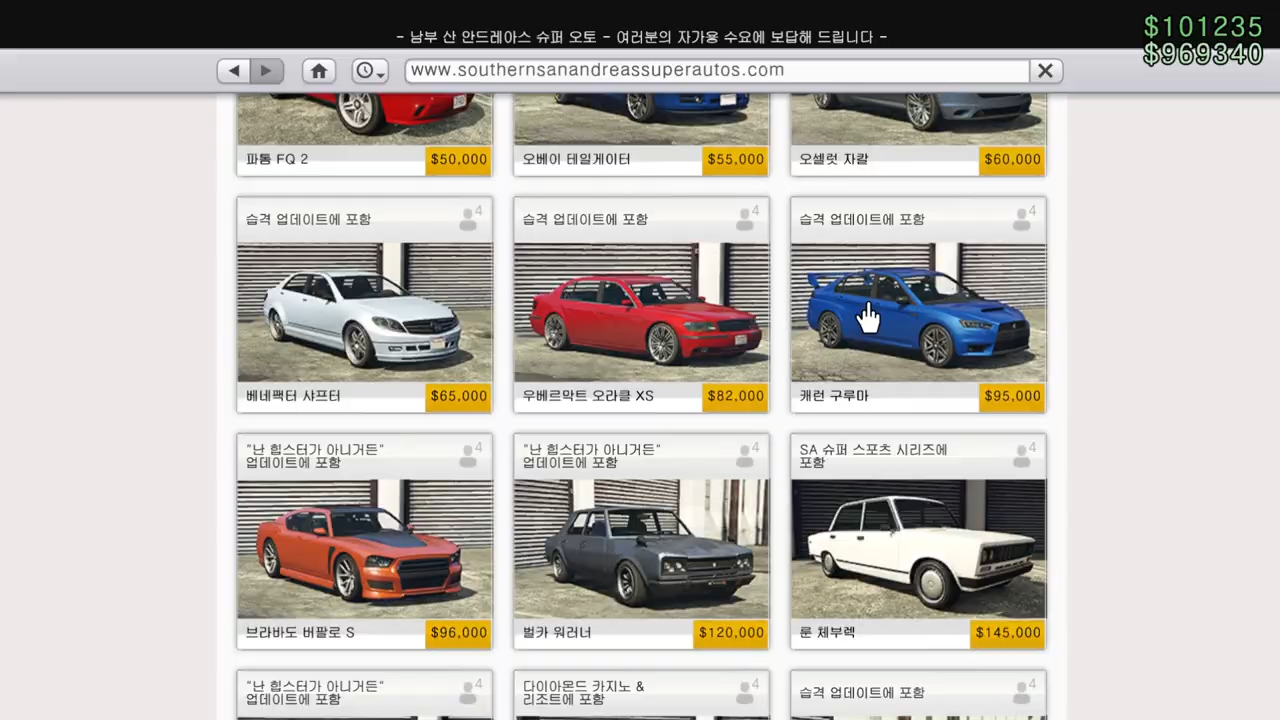 - 남부 산 안드레아스 슈퍼 오토 - 여러분의 자가용 수요에 보답해 드립니다 -
$101235
$969340
www.southernsanandreassuperautos.com
파톰 FQ 2 $50,000
오베이 테일게이터 $55,000
오셀럿 자칼 $60,000
습격 업데이트에 포함 4
습격 업데이트에 포함 4
습격 업데이트에 포함 4
베네팩터 샤프터 $65,000
우베르막트 오라클 XS $82,000
캐런 구루마 $95,000
"난 힙스터가 아니거든"
업데이트에 포함 4
"난 힙스터가 아니거든"
업데이트에 포함 4
SA 슈퍼 스포츠 시리즈에
포함 4
브라바도 버팔로 S $96,000
벌카 워러너 $120,000
룬 체부렉 $145,000
"난 힙스터가 아니거든"
업데이트에 포함 4
다이아몬드 카지노 &
리조트에 포함 4
습격 업데이트에 포함 4